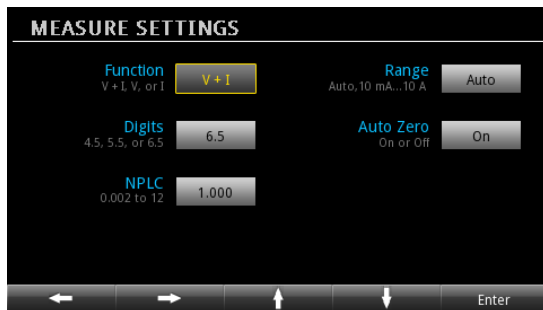 MEASURE SETTINGS
Function
V + I, V, or I
V + I
Range
Auto,10 mA...10 A
Auto
Digits
4.5, 5.5, or 6.5
6.5
Auto Zero
On or Off
On
NPLC
0.002 to 12
1.000
Enter